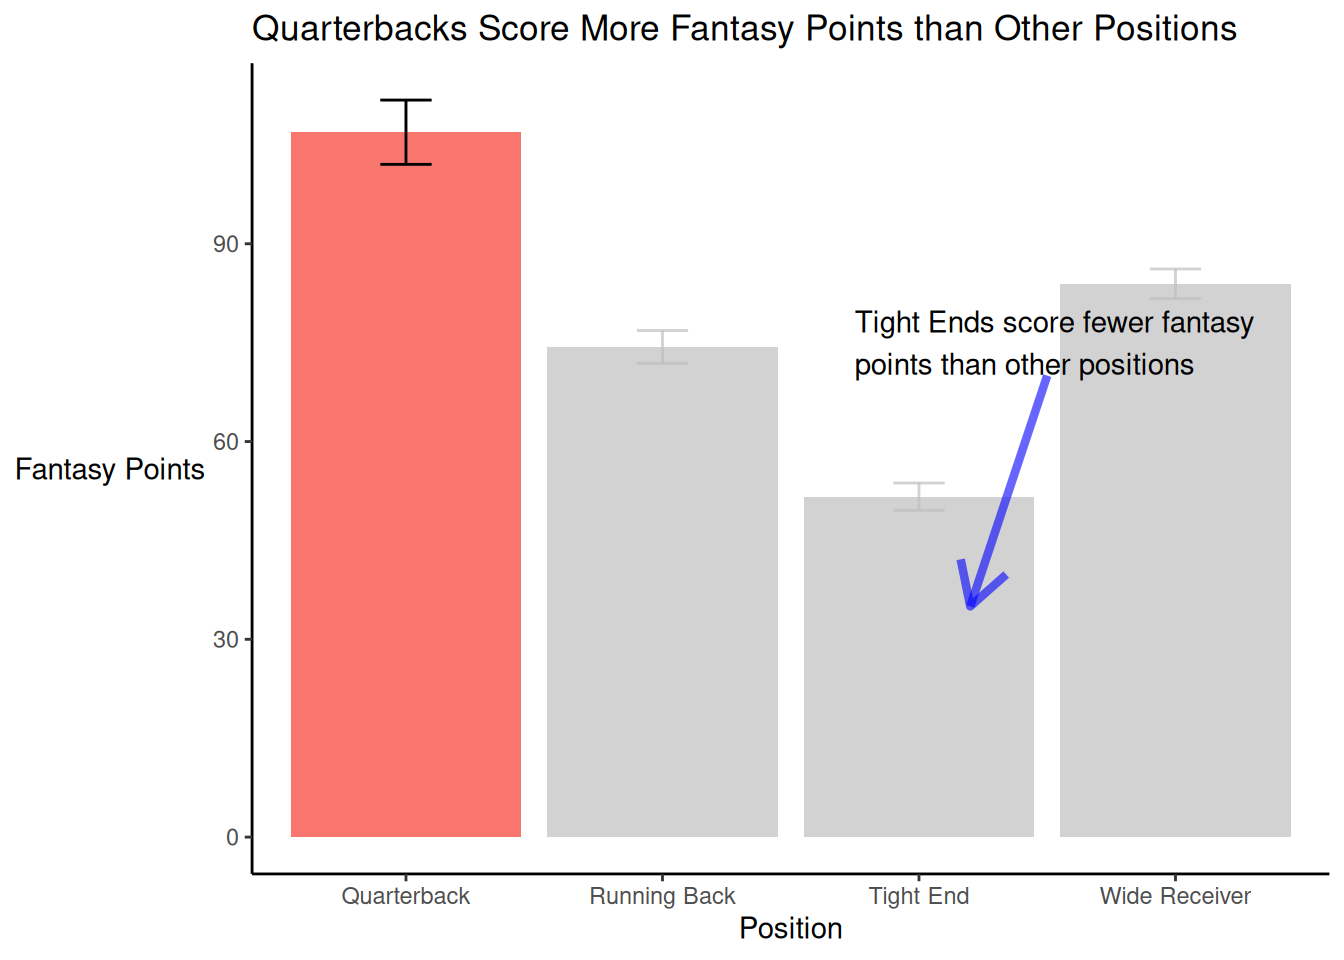 Quarterbacks Score More Fantasy Points than Other Positions
90
Tight Ends score fewer fantasy
points than other positions
60
Fantasy Points
30
0
Quarterback
Running Back
Tight End
Wide Receiver
Position